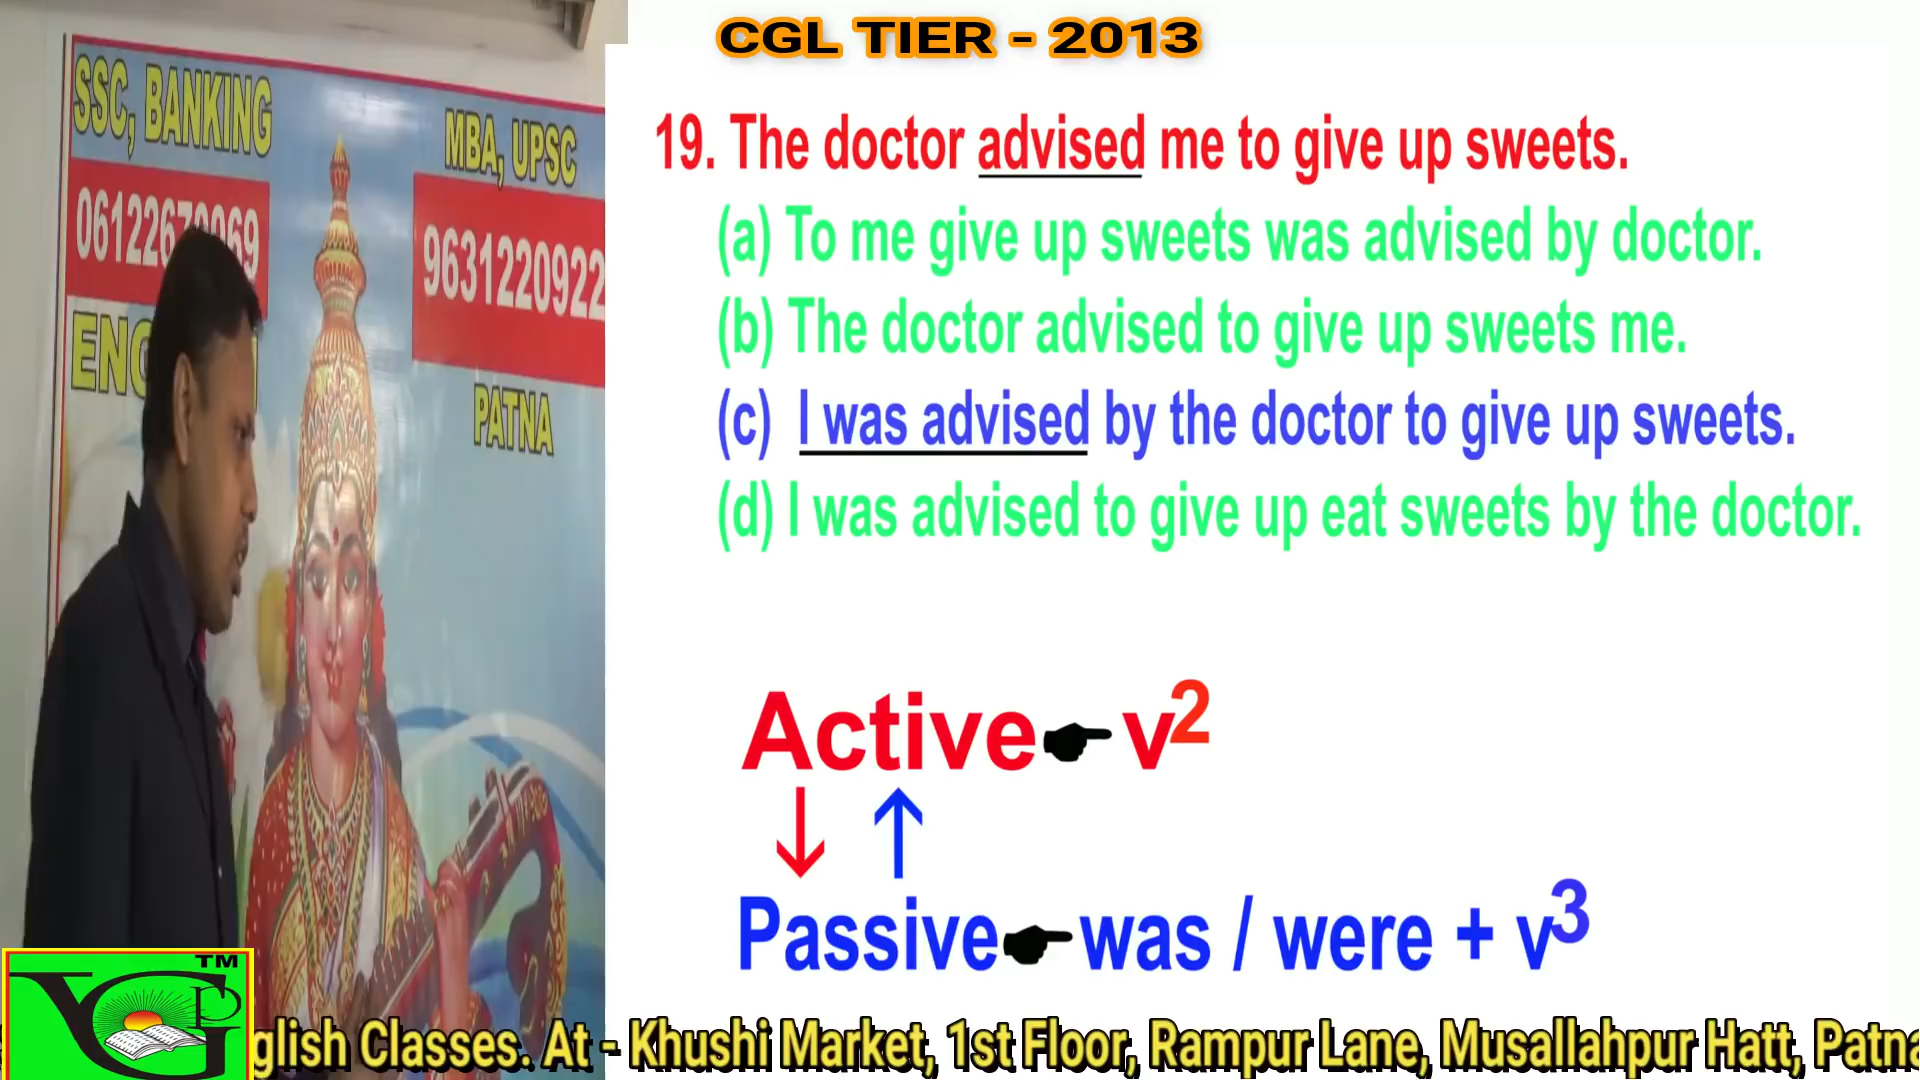 CGL TIER - 2013
SSC, BANKING
MBA, UPSC
9631220922
PATNA
19. The doctor advised me to give up sweets.
(a) To me give up sweets was advised by doctor.
(b) The doctor advised to give up sweets me.
(c) I was advised by the doctor to give up sweets.
(d) I was advised to give up eat sweets by the doctor.
Active v²
Passive was / were + v³
TM
VGP
glish Classes. At - Khushi Market, 1st Floor, Rampur Lane, Musallahpur Hatt, Patna